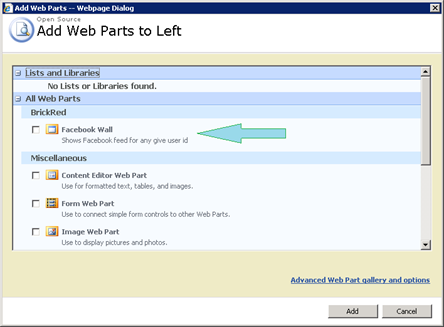 Add Web Parts -- Webpage Dialog
Open Source
Add Web Parts to Left
Lists and Libraries
No Lists or Libraries found.
All Web Parts
BrickRed
Facebook Wall
Shows Facebook feed for any give user id
Miscellaneous
Content Editor Web Part
Use for formatted text, tables, and images.
Form Web Part
Use to connect simple form controls to other Web Parts.
Image Web Part
Use to display pictures and photos.
Advanced Web Part gallery and options
Add Cancel